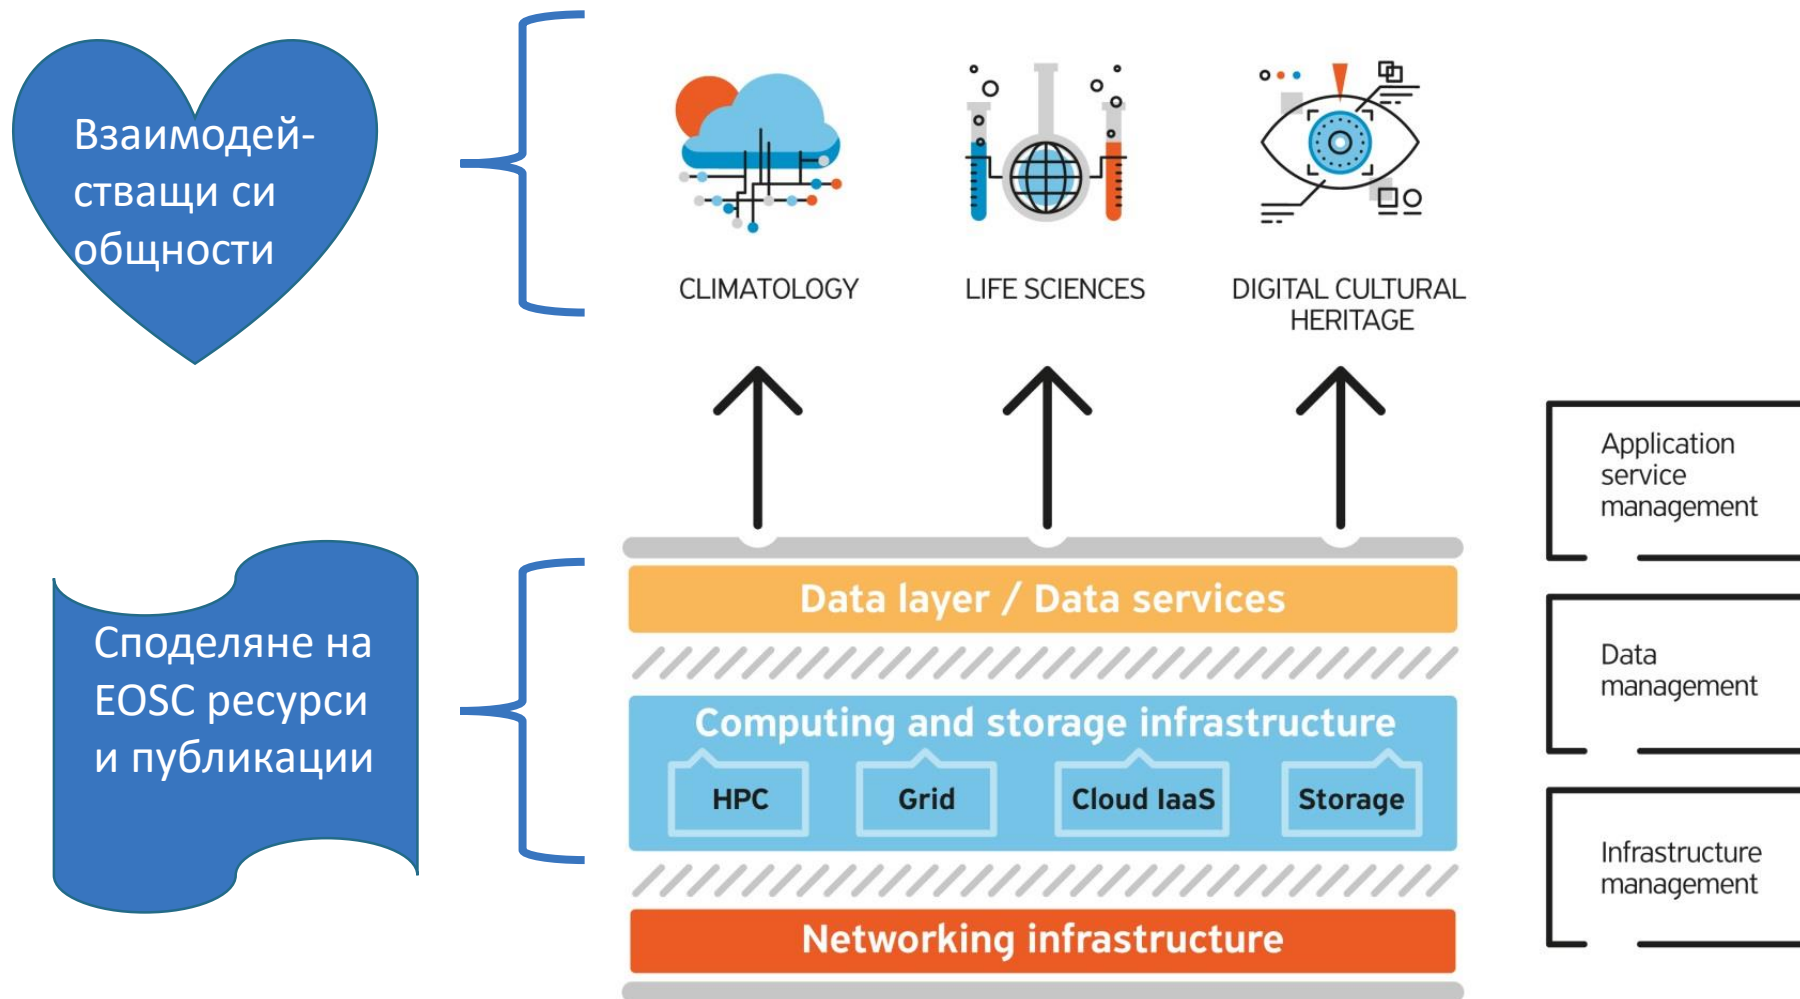 Взаимодей-
стващи си
общности
CLIMATOLOGY
LIFE SCIENCES
DIGITAL CULTURAL
HERITAGE
Споделяне на
EOSC ресурси
и публикации
Data layer / Data services
Computing and storage infrastructure
HPC
Grid
Cloud IaaS
Storage
Networking infrastructure
Application
service
management
Data
management
Infrastructure
management